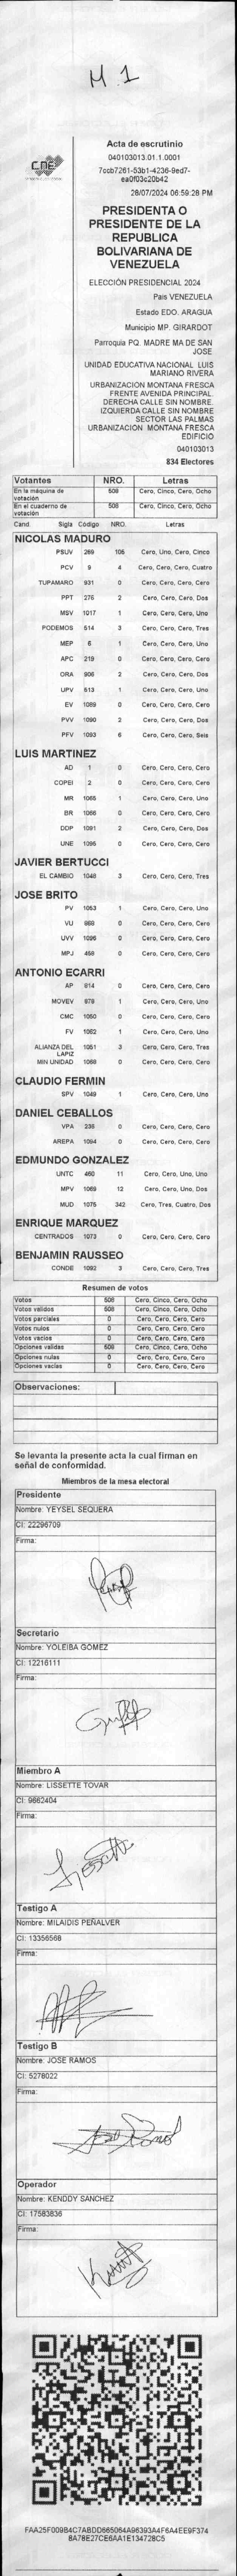 M. 1
Acta de escrutinio
040103013.01.1.0001
7ccb7261-53b1-4236-9ed7-
ea0f03c20b42
28/07/2024 06:59:28 PM
CNE
PRESIDENTA O
PRESIDENTE DE LA
REPUBLICA
BOLIVARIANA DE
VENEZUELA
ELECCIÓN PRESIDENCIAL 2024
Pais VENEZUELA
Estado EDO. ARAGUA
Municipio MP. GIRARDOT
Parroquia PQ. MADRE MA DE SAN
JOSE
UNIDAD EDUCATIVA NACIONAL LUIS
MARIANO RIVERA
URBANIZACIÓN MONTANA FRESCA
FRENTE AVENIDA PRINCIPAL.
DERECHA CALLE SIN NOMBRE.
IZQUIERDA CALLE SIN NOMBRE
SECTOR LAS PALMAS
URBANIZACION MONTANA FRESCA
EDIFICIO
040103013
834 Electores
Votantes NRO. Letras
En la máquina de votación 508 Cero, Cinco, Cero, Ocho
En el cuaderno de votación 508 Cero, Cinco, Cero, Ocho
Cand. Sigla Código NRO. Letras
NICOLAS MADURO
PSUV 269 105 Cero, Uno, Cero, Cinco
PCV 9 4 Cero, Cero, Cero, Cuatro
TUPAMARO 931 0 Cero, Cero, Cero, Cero
PPT 276 2 Cero, Cero, Cero, Dos
MSV 1017 1 Cero, Cero, Cero, Uno
PODEMOS 514 3 Cero, Cero, Cero, Tres
MEP 6 1 Cero, Cero, Cero, Uno
APC 219 0 Cero, Cero, Cero, Cero
ORA 906 2 Cero, Cero, Cero, Dos
UPV 613 1 Cero, Cero, Cero, Uno
EV 1089 0 Cero, Cero, Cero, Cero
PVV 1090 2 Cero, Cero, Cero, Dos
PFV 1093 6 Cero, Cero, Cero, Seis
LUIS MARTINEZ
AD 1 0 Cero, Cero, Cero, Cero
COPEI 2 0 Cero, Cero, Cero, Cero
MR 1065 1 Cero, Cero, Cero, Uno
BR 1066 0 Cero, Cero, Cero, Cero
DDP 1091 2 Cero, Cero, Cero, Dos
UNE 1095 0 Cero, Cero, Cero, Cero
JAVIER BERTUCCI
EL CAMBIO 1048 3 Cero, Cero, Cero, Tres
JOSE BRITO
PV 1053 1 Cero, Cero, Cero, Uno
VU 869 0 Cero, Cero, Cero, Cero
UVV 1096 0 Cero, Cero, Cero, Cero
MPJ 458 0 Cero, Cero, Cero, Cero
ANTONIO ECARRI
AP 814 0 Cero, Cero, Cero, Cero
MOVEV 978 1 Cero, Cero, Cero, Uno
CMC 1050 0 Cero, Cero, Cero, Cero
FV 1062 1 Cero, Cero, Cero, Uno
ALIANZA DEL LAPIZ 1051 3 Cero, Cero, Cero, Tres
MIN UNIDAD 1068 0 Cero, Cero, Cero, Cero
CLAUDIO FERMIN
SPV 1049 1 Cero, Cero, Cero, Uno
DANIEL CEBALLOS
VPA 235 0 Cero, Cero, Cero, Cero
AREPA 1094 0 Cero, Cero, Cero, Cero
EDMUNDO GONZALEZ
UNTC 460 11 Cero, Cero, Uno, Uno
MPV 1069 12 Cero, Cero, Uno, Dos
MUD 1075 342 Cero, Tres, Cuatro, Dos
ENRIQUE MARQUEZ
CENTRADOS 1073 0 Cero, Cero, Cero, Cero
BENJAMIN RAUSSEO
CONDE 1092 3 Cero, Cero, Cero, Tres
Resumen de votos
Votos 508 Cero, Cinco, Cero, Ocho
Votos validos 508 Cero, Cinco, Cero, Ocho
Votos parciales 0 Cero, Cero, Cero, Cero
Votos nulos 0 Cero, Cero, Cero, Cero
Votos vacios 0 Cero, Cero, Cero, Cero
Opciones validas 508 Cero, Cinco, Cero, Ocho
Opciones nulas 0 Cero, Cero, Cero, Cero
Opciones vacias 0 Cero, Cero, Cero, Cero
Observaciones:
Se levanta la presente acta la cual firman en
señal de conformidad.
Miembros de la mesa electoral
Presidente
Nombre: YEYSEL SEQUERA
CI: 22296709
Firma:
Secretario
Nombre: YOLEIBA GOMEZ
CI: 12216111
Firma:
Miembro A
Nombre: LISSETTE TOVAR
CI: 9662404
Firma:
Testigo A
Nombre: MILAIDIS PEÑALVER
CI: 13356568
Firma:
Testigo B
Nombre: JOSE RAMOS
CI: 5278022
Firma:
Operador
Nombre: KENDDY SANCHEZ
CI: 17583636
Firma:
FAA25F009B4C7ABDD665064A96393A4F6A4EE9F374
8A78E27CE6AA1E134728C5